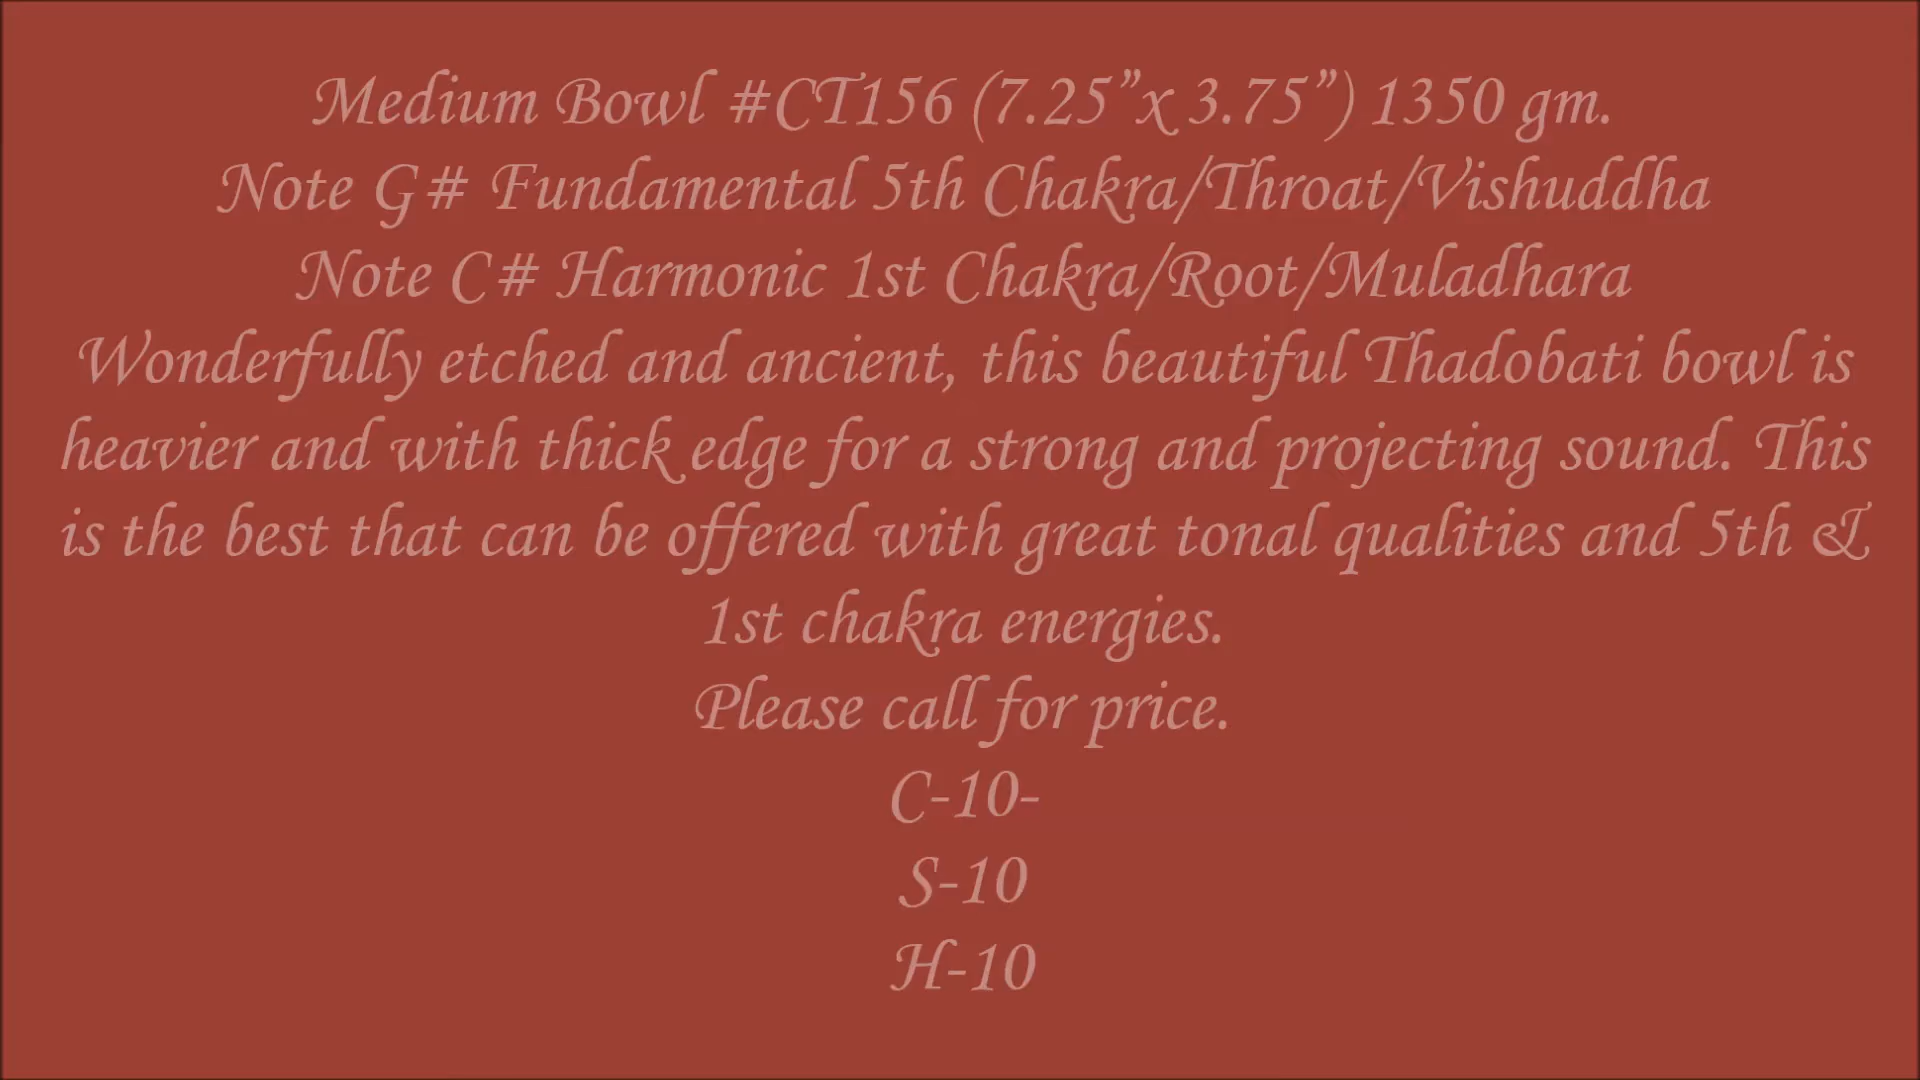 Medium Bowl #CT156 (7.25”x 3.75”) 1350 gm.
Note G# Fundamental 5th Chakra/Throat/Vishuddha
Note C# Harmonic 1st Chakra/Root/Muladhara
Wonderfully etched and ancient, this beautiful Thadobati bowl is
heavier and with thick edge for a strong and projecting sound. This
is the best that can be offered with great tonal qualities and 5th &
1st chakra energies.
Please call for price.
C-10-
S-10
H-10